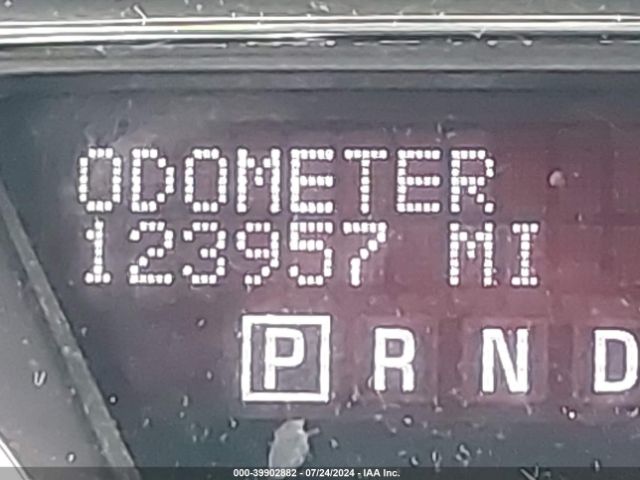 ODOMETER
123957 MI
P R N D
000-39902882 - 07/24/2024 - IAA Inc.